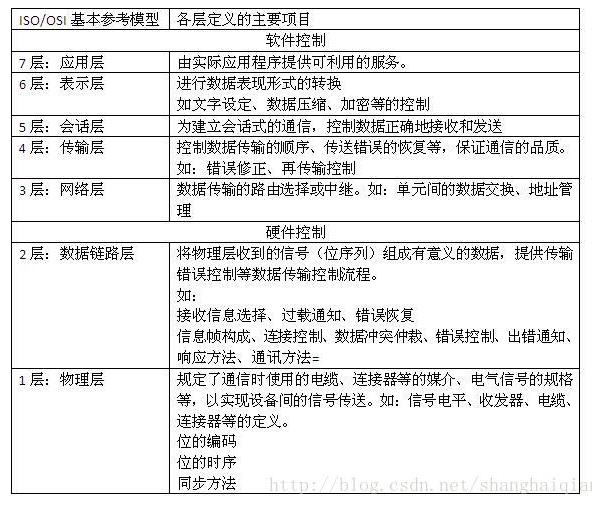 ISO/OSI 基本参考模型 各层定义的主要项目
软件控制
7 层：应用层 由实际应用程序提供可利用的服务。
6 层：表示层 进行数据表现形式的转换
如文字设定、数据压缩、加密等的控制
5 层：会话层 为建立会话式的通信，控制数据正确地接收和发送
4 层：传输层 控制数据传输的顺序、传送错误的恢复等，保证通信的品质。
如：错误修正、再传输控制
3 层：网络层 数据传输的路由选择或中继。如：单元间的数据交换、地址管
理
硬件控制
2 层：数据链路层 将物理层收到的信号（位序列）组成有意义的数据，提供传输
错误控制等数据传输控制流程。
如：
接收信息选择、过载通知、错误恢复
信息帧构成、连接控制、数据冲突仲裁、错误控制、出错通知、
响应方法、通讯方法=
1 层：物理层 规定了通信时使用的电缆、连接器等的媒介、电气信号的规格
等，以实现设备间的信号传送。如：信号电平、收发器、电缆、
连接器等的定义。
位的编码
位的时序
同步方法
http://blog.csdn.net/shanghaiqian